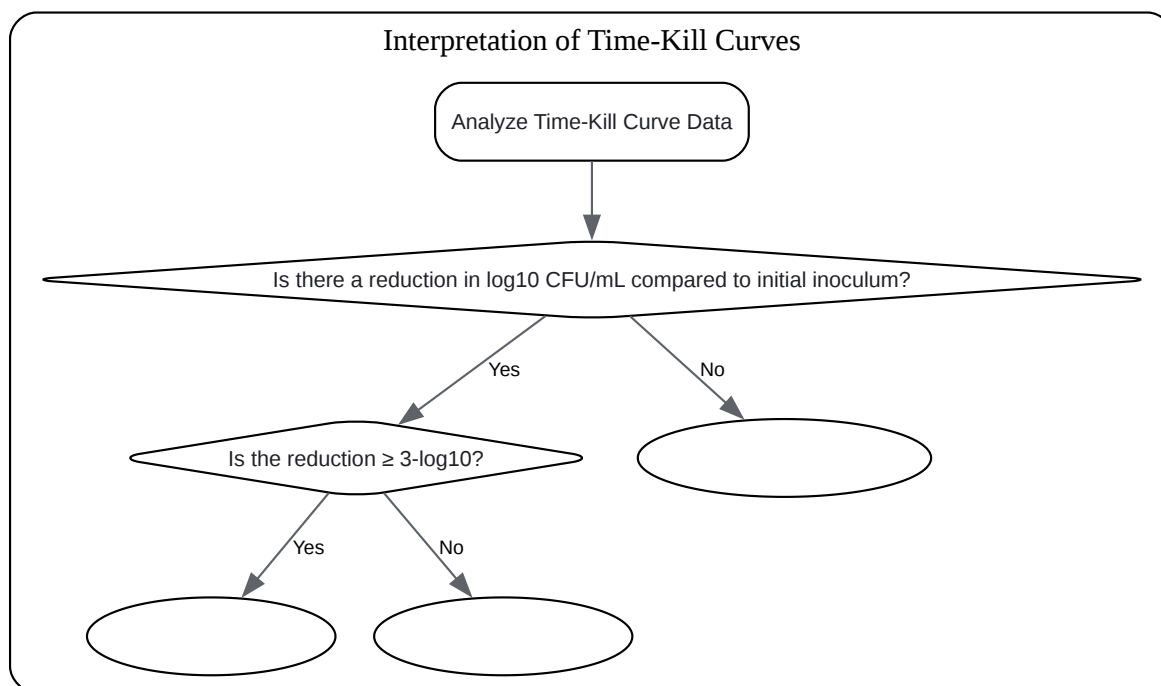 Interpretation of Time-Kill Curves
Analyze Time-Kill Curve Data
Is there a reduction in log10 CFU/mL compared to initial inoculum?
Yes
No
Is the reduction ≥ 3-log10?
Yes
No